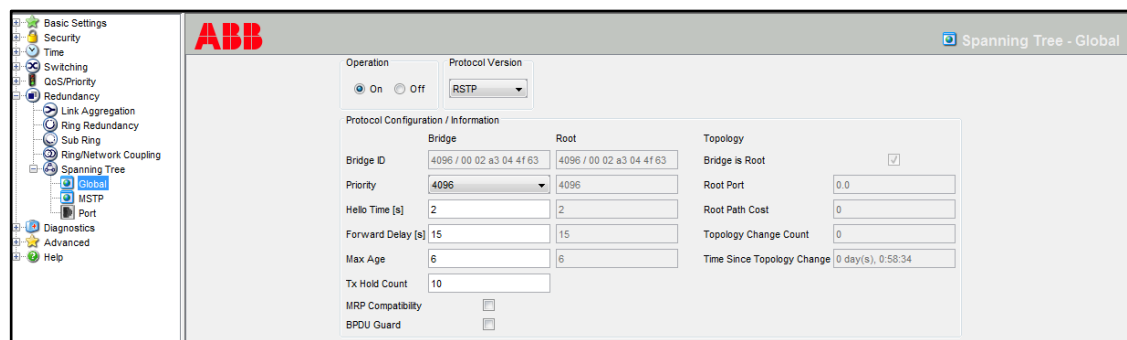 Basic Settings
Security
Time
Switching
QoS/Priority
Redundancy
Link Aggregation
Ring Redundancy
Sub Ring
Ring/Network Coupling
Spanning Tree
Global
MSTP
Port
Diagnostics
Advanced
Help
ABB
Spanning Tree - Global
Operation Protocol Version
On Off RSTP
Protocol Configuration / Information
Bridge Root Topology
Bridge ID 4096 / 00 02 a3 04 4f 63 4096 / 00 02 a3 04 4f 63 Bridge is Root
Priority 4096 4096 Root Port 0.0
Hello Time [s] 2 2 Root Path Cost 0
Forward Delay [s] 15 15 Topology Change Count 0
Max Age 6 6 Time Since Topology Change 0 day(s), 0:58:34
Tx Hold Count 10
MRP Compatibility
BPDU Guard